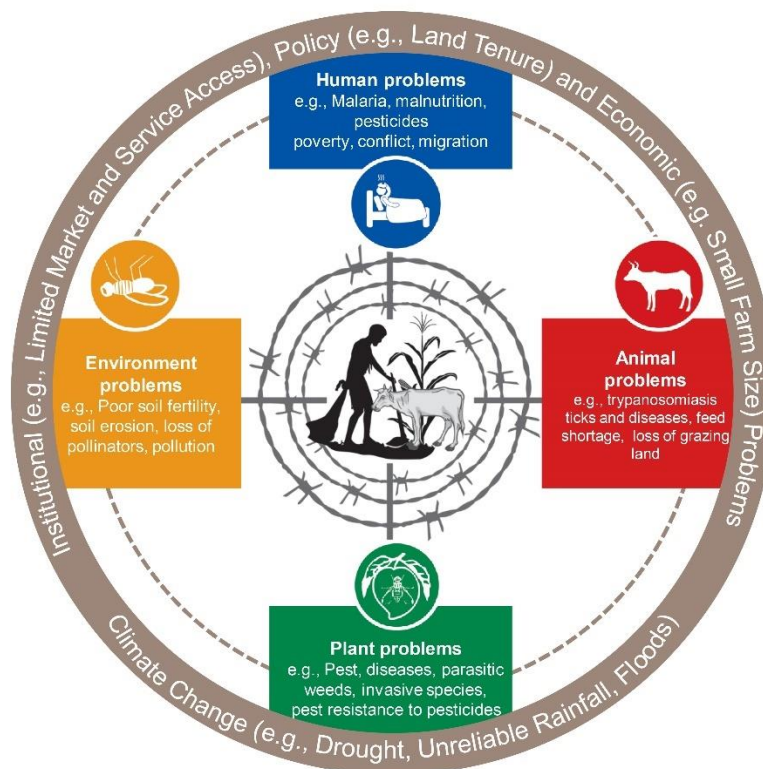 Institutional (e.g., Limited Market and Service Access), Policy (e.g., Land Tenure) and Economic (e.g. Small Farm Size) Problems
Human problems
e.g., Malaria, malnutrition,
pesticides
poverty, conflict, migration
Environment
problems
e.g., Poor soil fertility,
soil erosion, loss of
pollinators, pollution
Animal
problems
e.g., trypanosomiasis
ticks and diseases, feed
shortage, loss of grazing
land
Plant problems
e.g., Pest, diseases, parasitic
weeds, invasive species,
pest resistance to pesticides
Climate Change (e.g., Drought, Unreliable Rainfall, Floods)